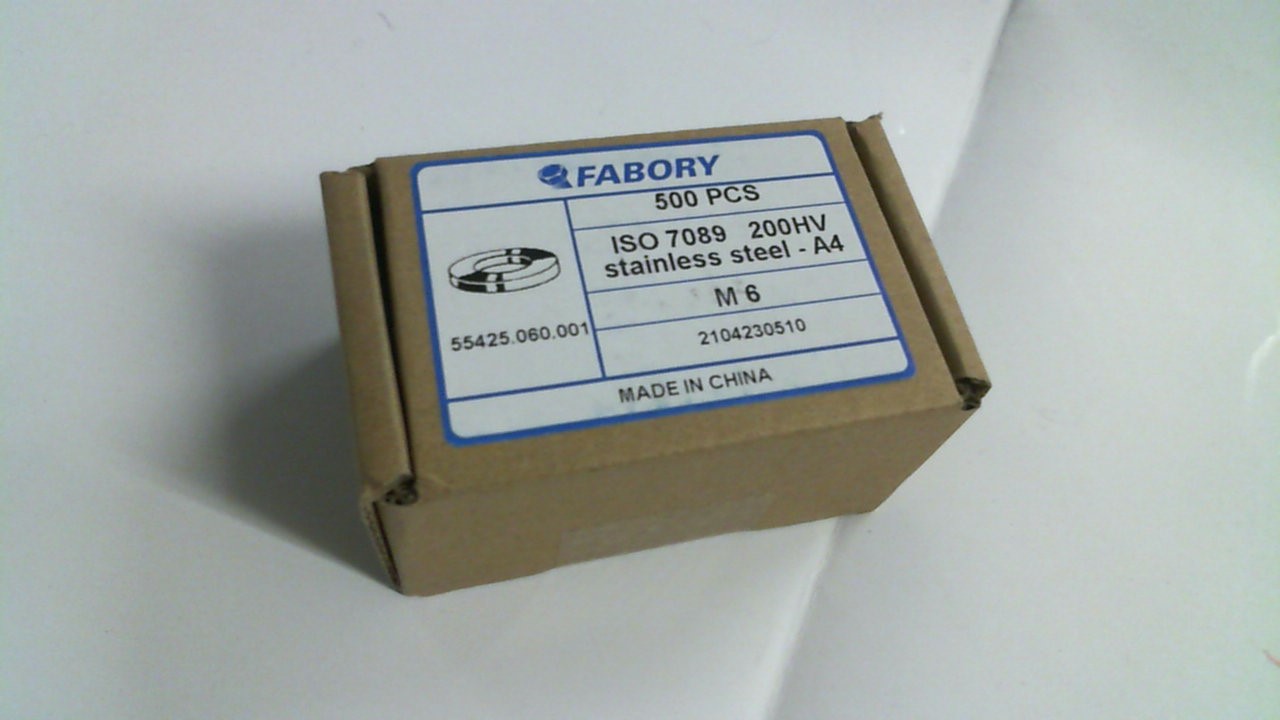 FABORY
500 PCS
ISO 7089 200HV
stainless steel - A4
M 6
55425.060.001
2104230510
MADE IN CHINA